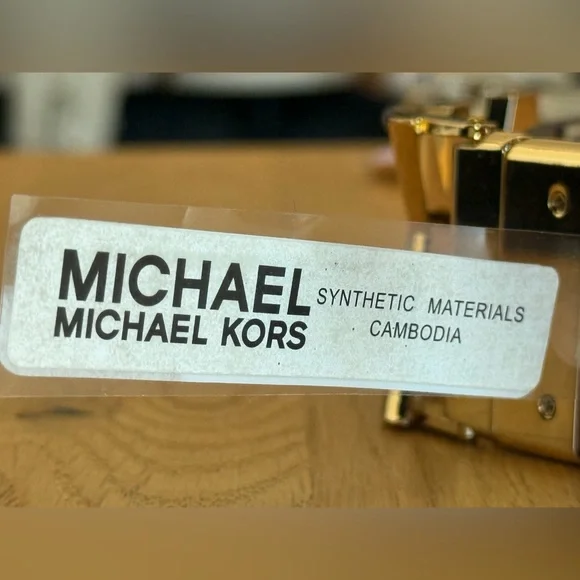 MICHAEL
MICHAEL KORS
SYNTHETIC MATERIALS
CAMBODIA